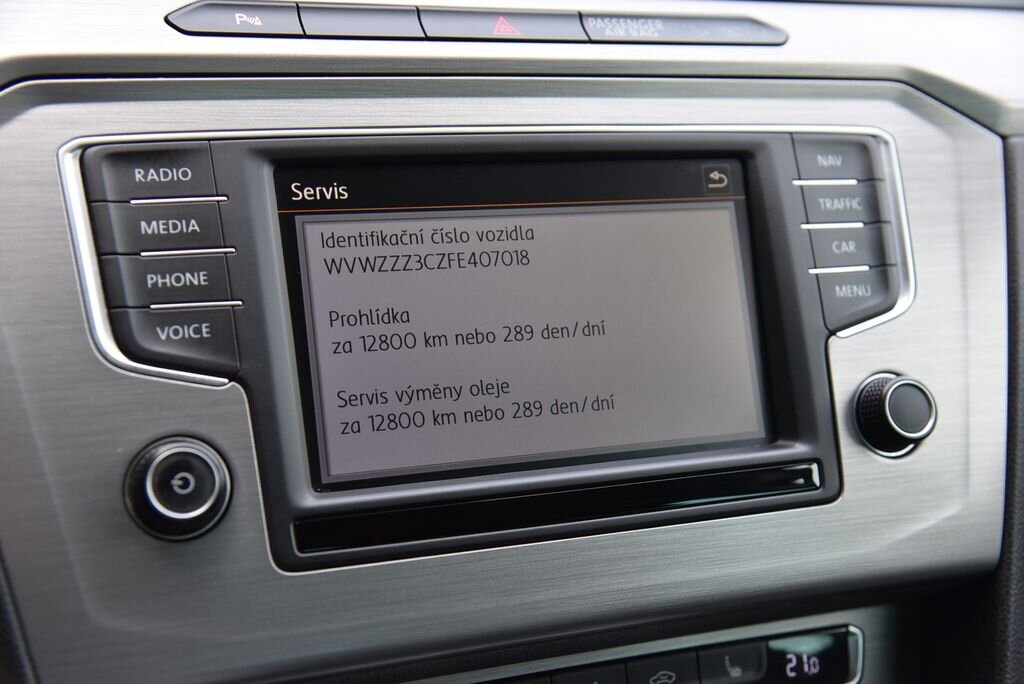 P
PASSENGER
AIR BAG
RADIO
MEDIA
PHONE
VOICE
Servis
Identifikační číslo vozidla
WVWZZZ3CZFE407018
Prohlídka
za 12800 km nebo 289 den/dní
Servis výměny oleje
za 12800 km nebo 289 den/dní
NAV
TRAFFIC
CAR
MENU
21.0